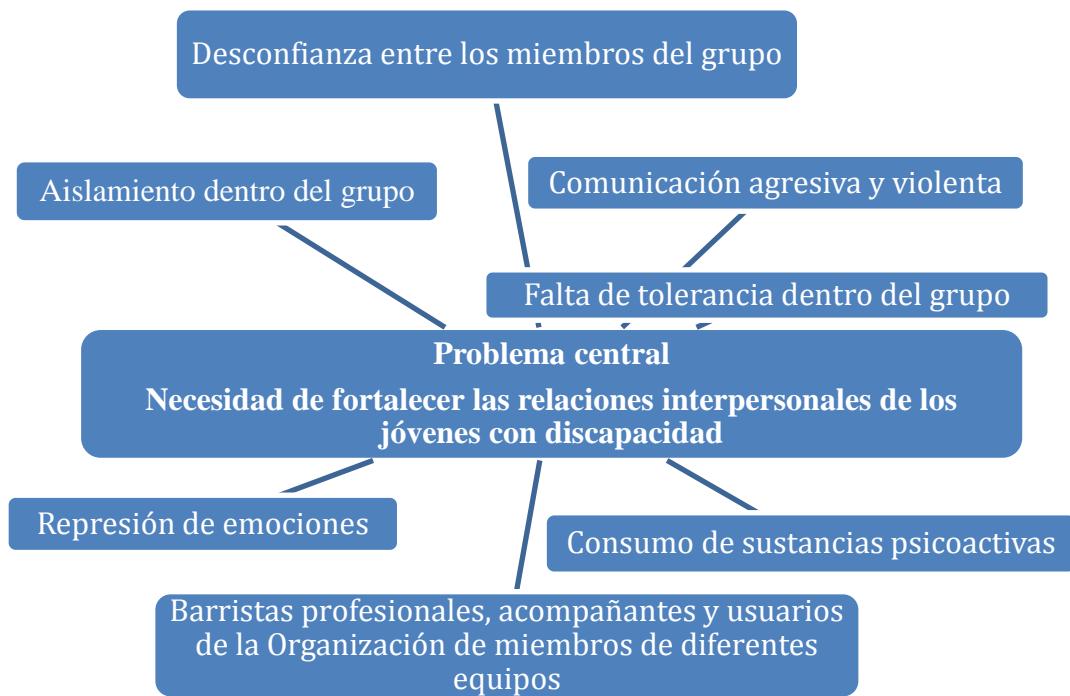 Desconfianza entre los miembros del grupo
Aislamiento dentro del grupo
Comunicación agresiva y violenta
Falta de tolerancia dentro del grupo
Problema central
Necesidad de fortalecer las relaciones interpersonales de los
jóvenes con discapacidad
Represión de emociones
Consumo de sustancias psicoactivas
Barristas profesionales, acompañantes y usuarios
de la Organización de miembros de diferentes
equipos